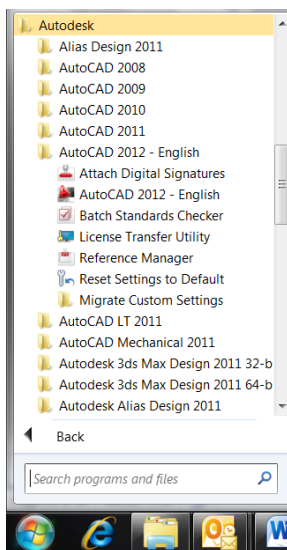 Autodesk
Alias Design 2011
AutoCAD 2008
AutoCAD 2009
AutoCAD 2010
AutoCAD 2011
AutoCAD 2012 - English
Attach Digital Signatures
AutoCAD 2012 - English
Batch Standards Checker
License Transfer Utility
Reference Manager
Reset Settings to Default
Migrate Custom Settings
AutoCAD LT 2011
AutoCAD Mechanical 2011
Autodesk 3ds Max Design 2011 32-b
Autodesk 3ds Max Design 2011 64-b
Autodesk Alias Design 2011
Back
Search programs and files
W